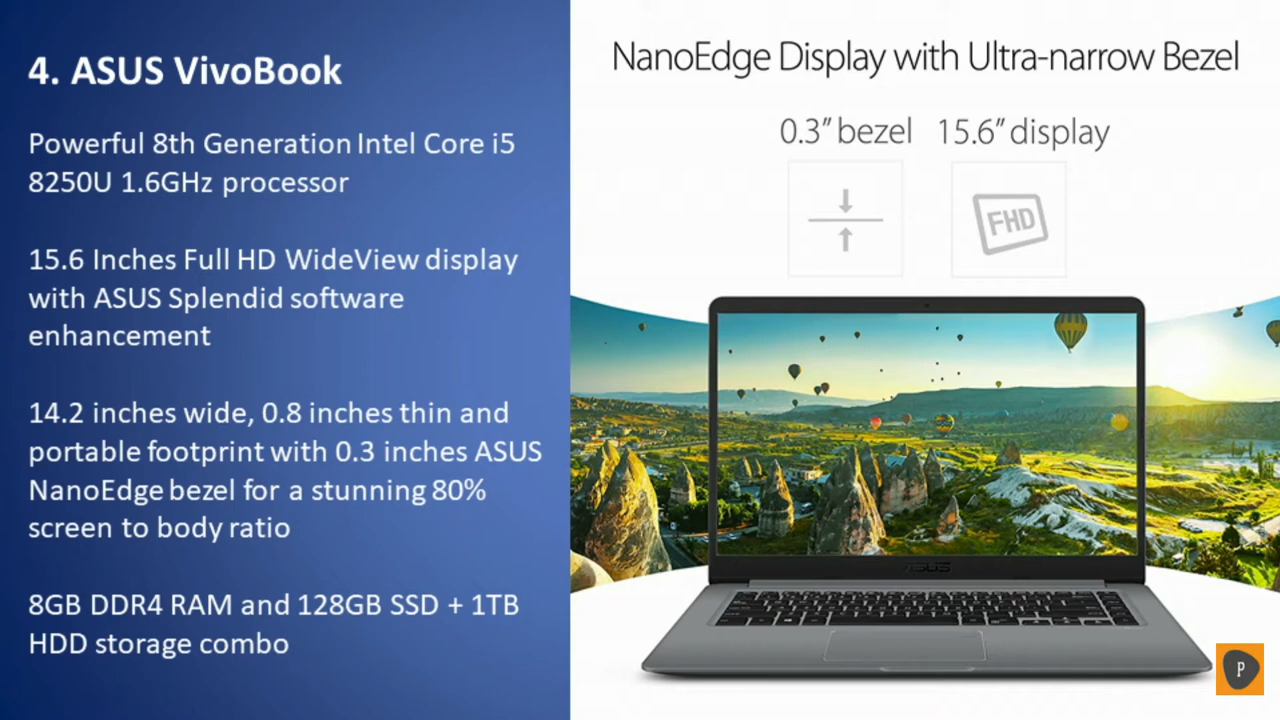 4. ASUS VivoBook
Powerful 8th Generation Intel Core i5
8250U 1.6GHz processor
15.6 Inches Full HD WideView display
with ASUS Splendid software
enhancement
14.2 inches wide, 0.8 inches thin and
portable footprint with 0.3 inches ASUS
NanoEdge bezel for a stunning 80%
screen to body ratio
8GB DDR4 RAM and 128GB SSD + 1TB
HDD storage combo
NanoEdge Display with Ultra-narrow Bezel
0.3” bezel 15.6” display
FHD
ASUS
P